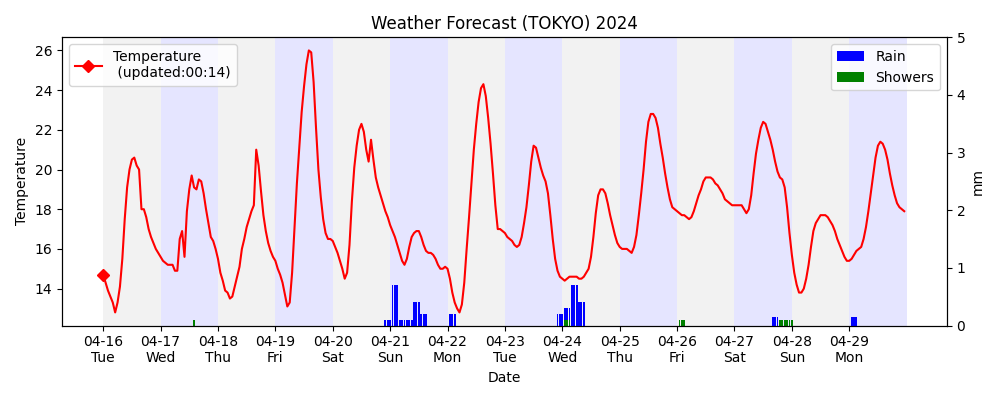 Weather Forecast (TOKYO) 2024
Temperature
(updated:00:14)
Rain
Showers
Temperature
26
24
22
20
18
16
14
5
4
3
2
1
0
mm
04-16 04-17 04-18 04-19 04-20 04-21 04-22 04-23 04-24 04-25 04-26 04-27 04-28 04-29
Tue Wed Thu Fri Sat Sun Mon Tue Wed Thu Fri Sat Sun Mon
Date